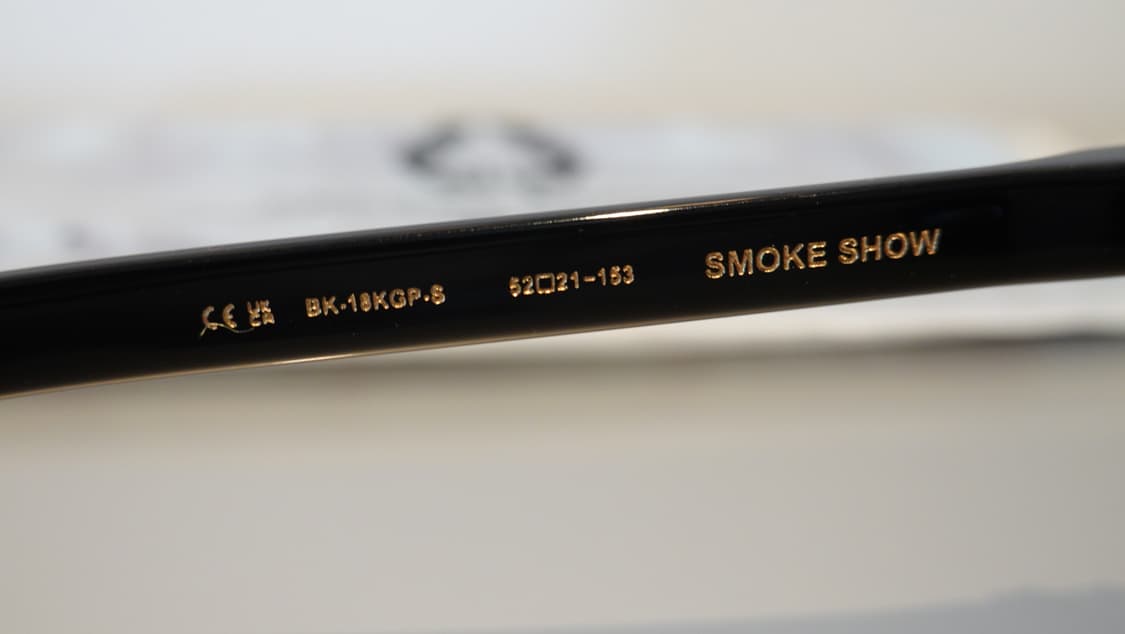 CE UK CA BK-18KGP-S 52□21-153 SMOKE SHOW